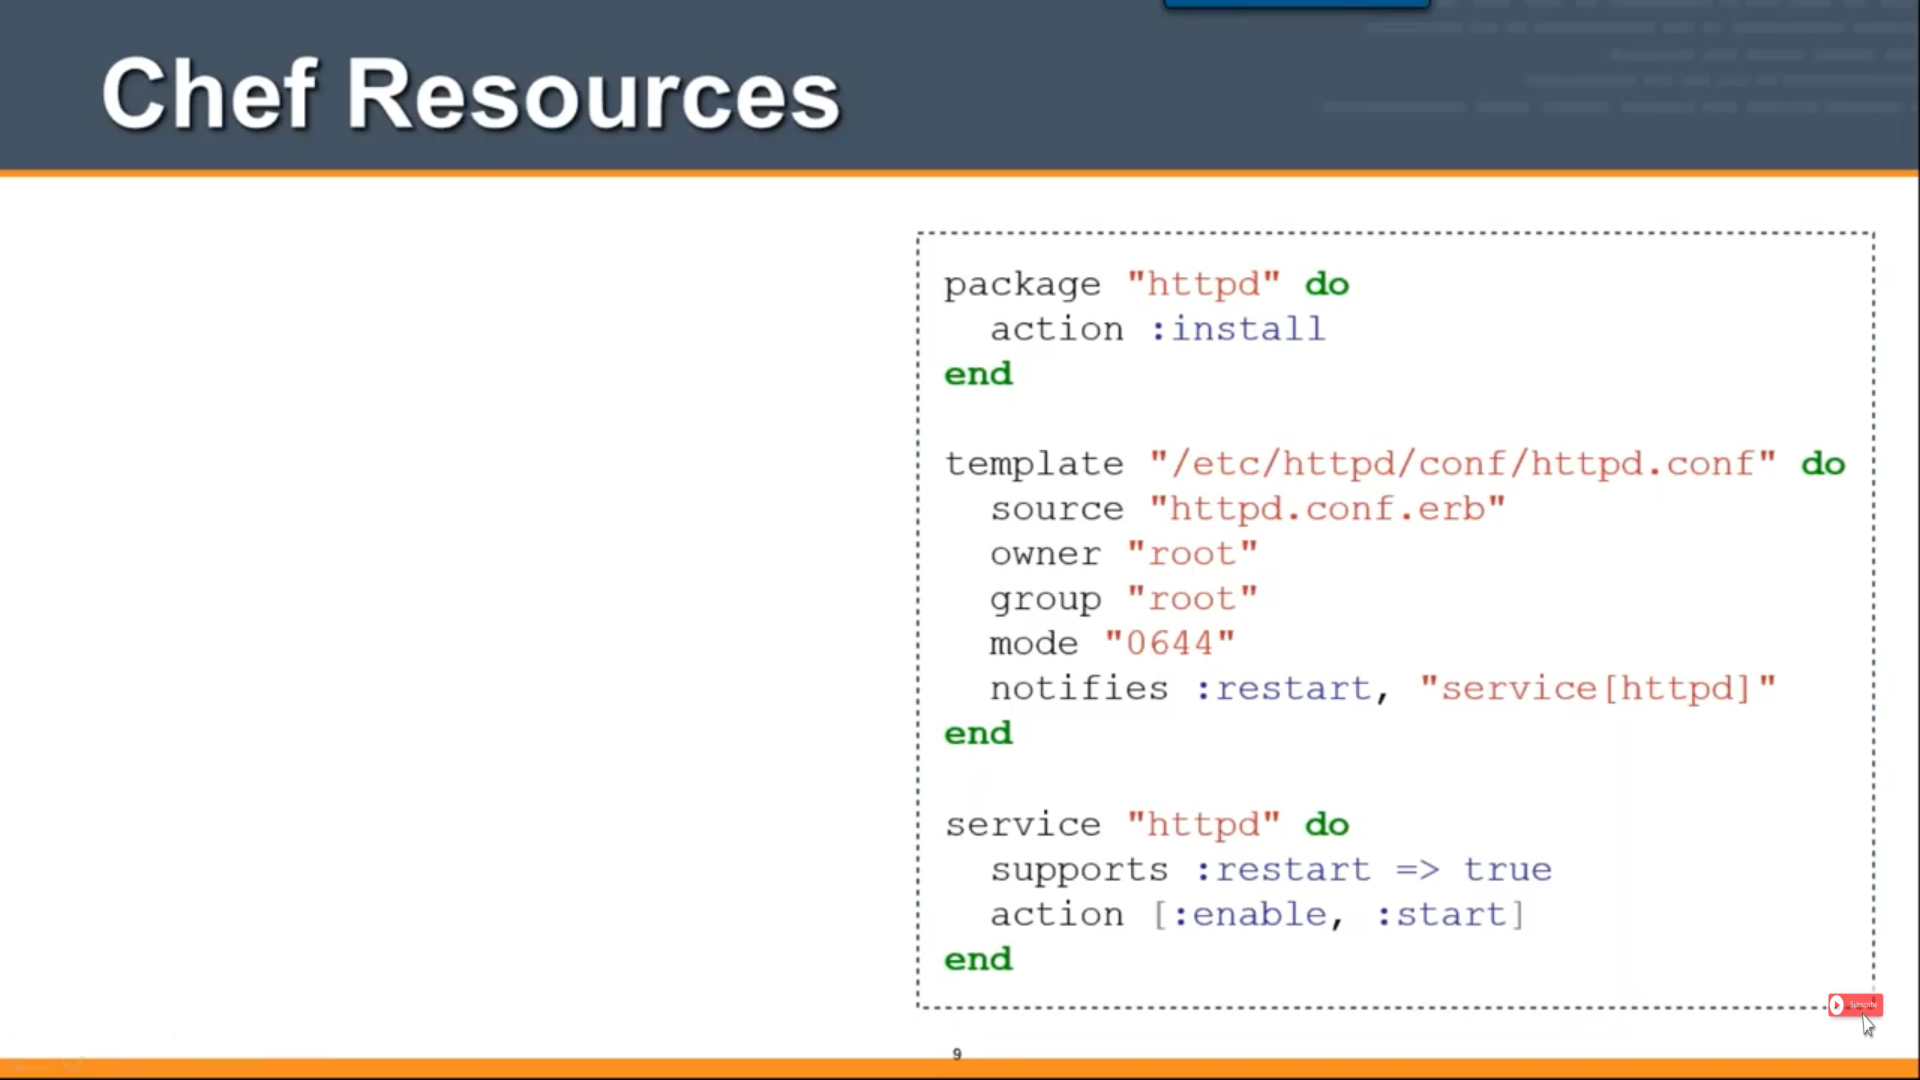 Chef Resources
package "httpd" do
  action :install
end
template "/etc/httpd/conf/httpd.conf" do
  source "httpd.conf.erb"
  owner "root"
  group "root"
  mode "0644"
  notifies :restart, "service[httpd]"
end
service "httpd" do
  supports :restart => true
  action [:enable, :start]
end
Subscribe
9